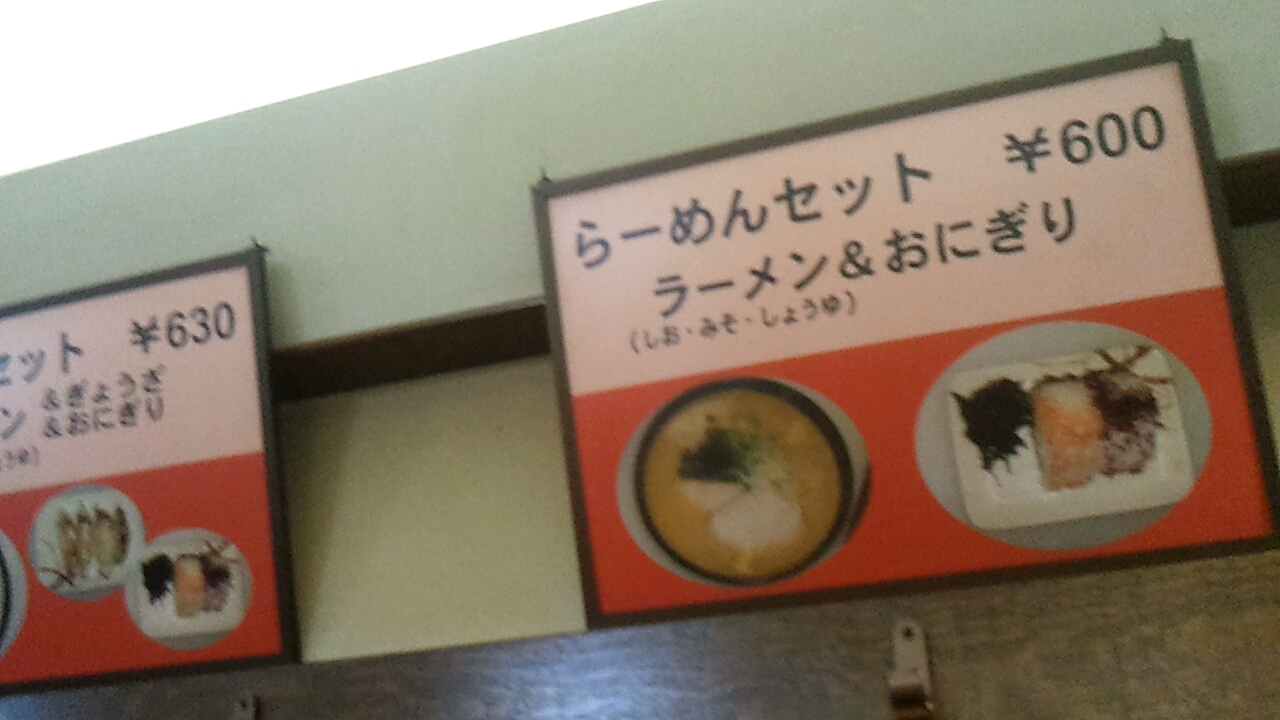 セット ¥630
ン &ぎょうざ
&おにぎり
らーめんセット ¥600
ラーメン&おにぎり
(しお・みそ・しょうゆ)